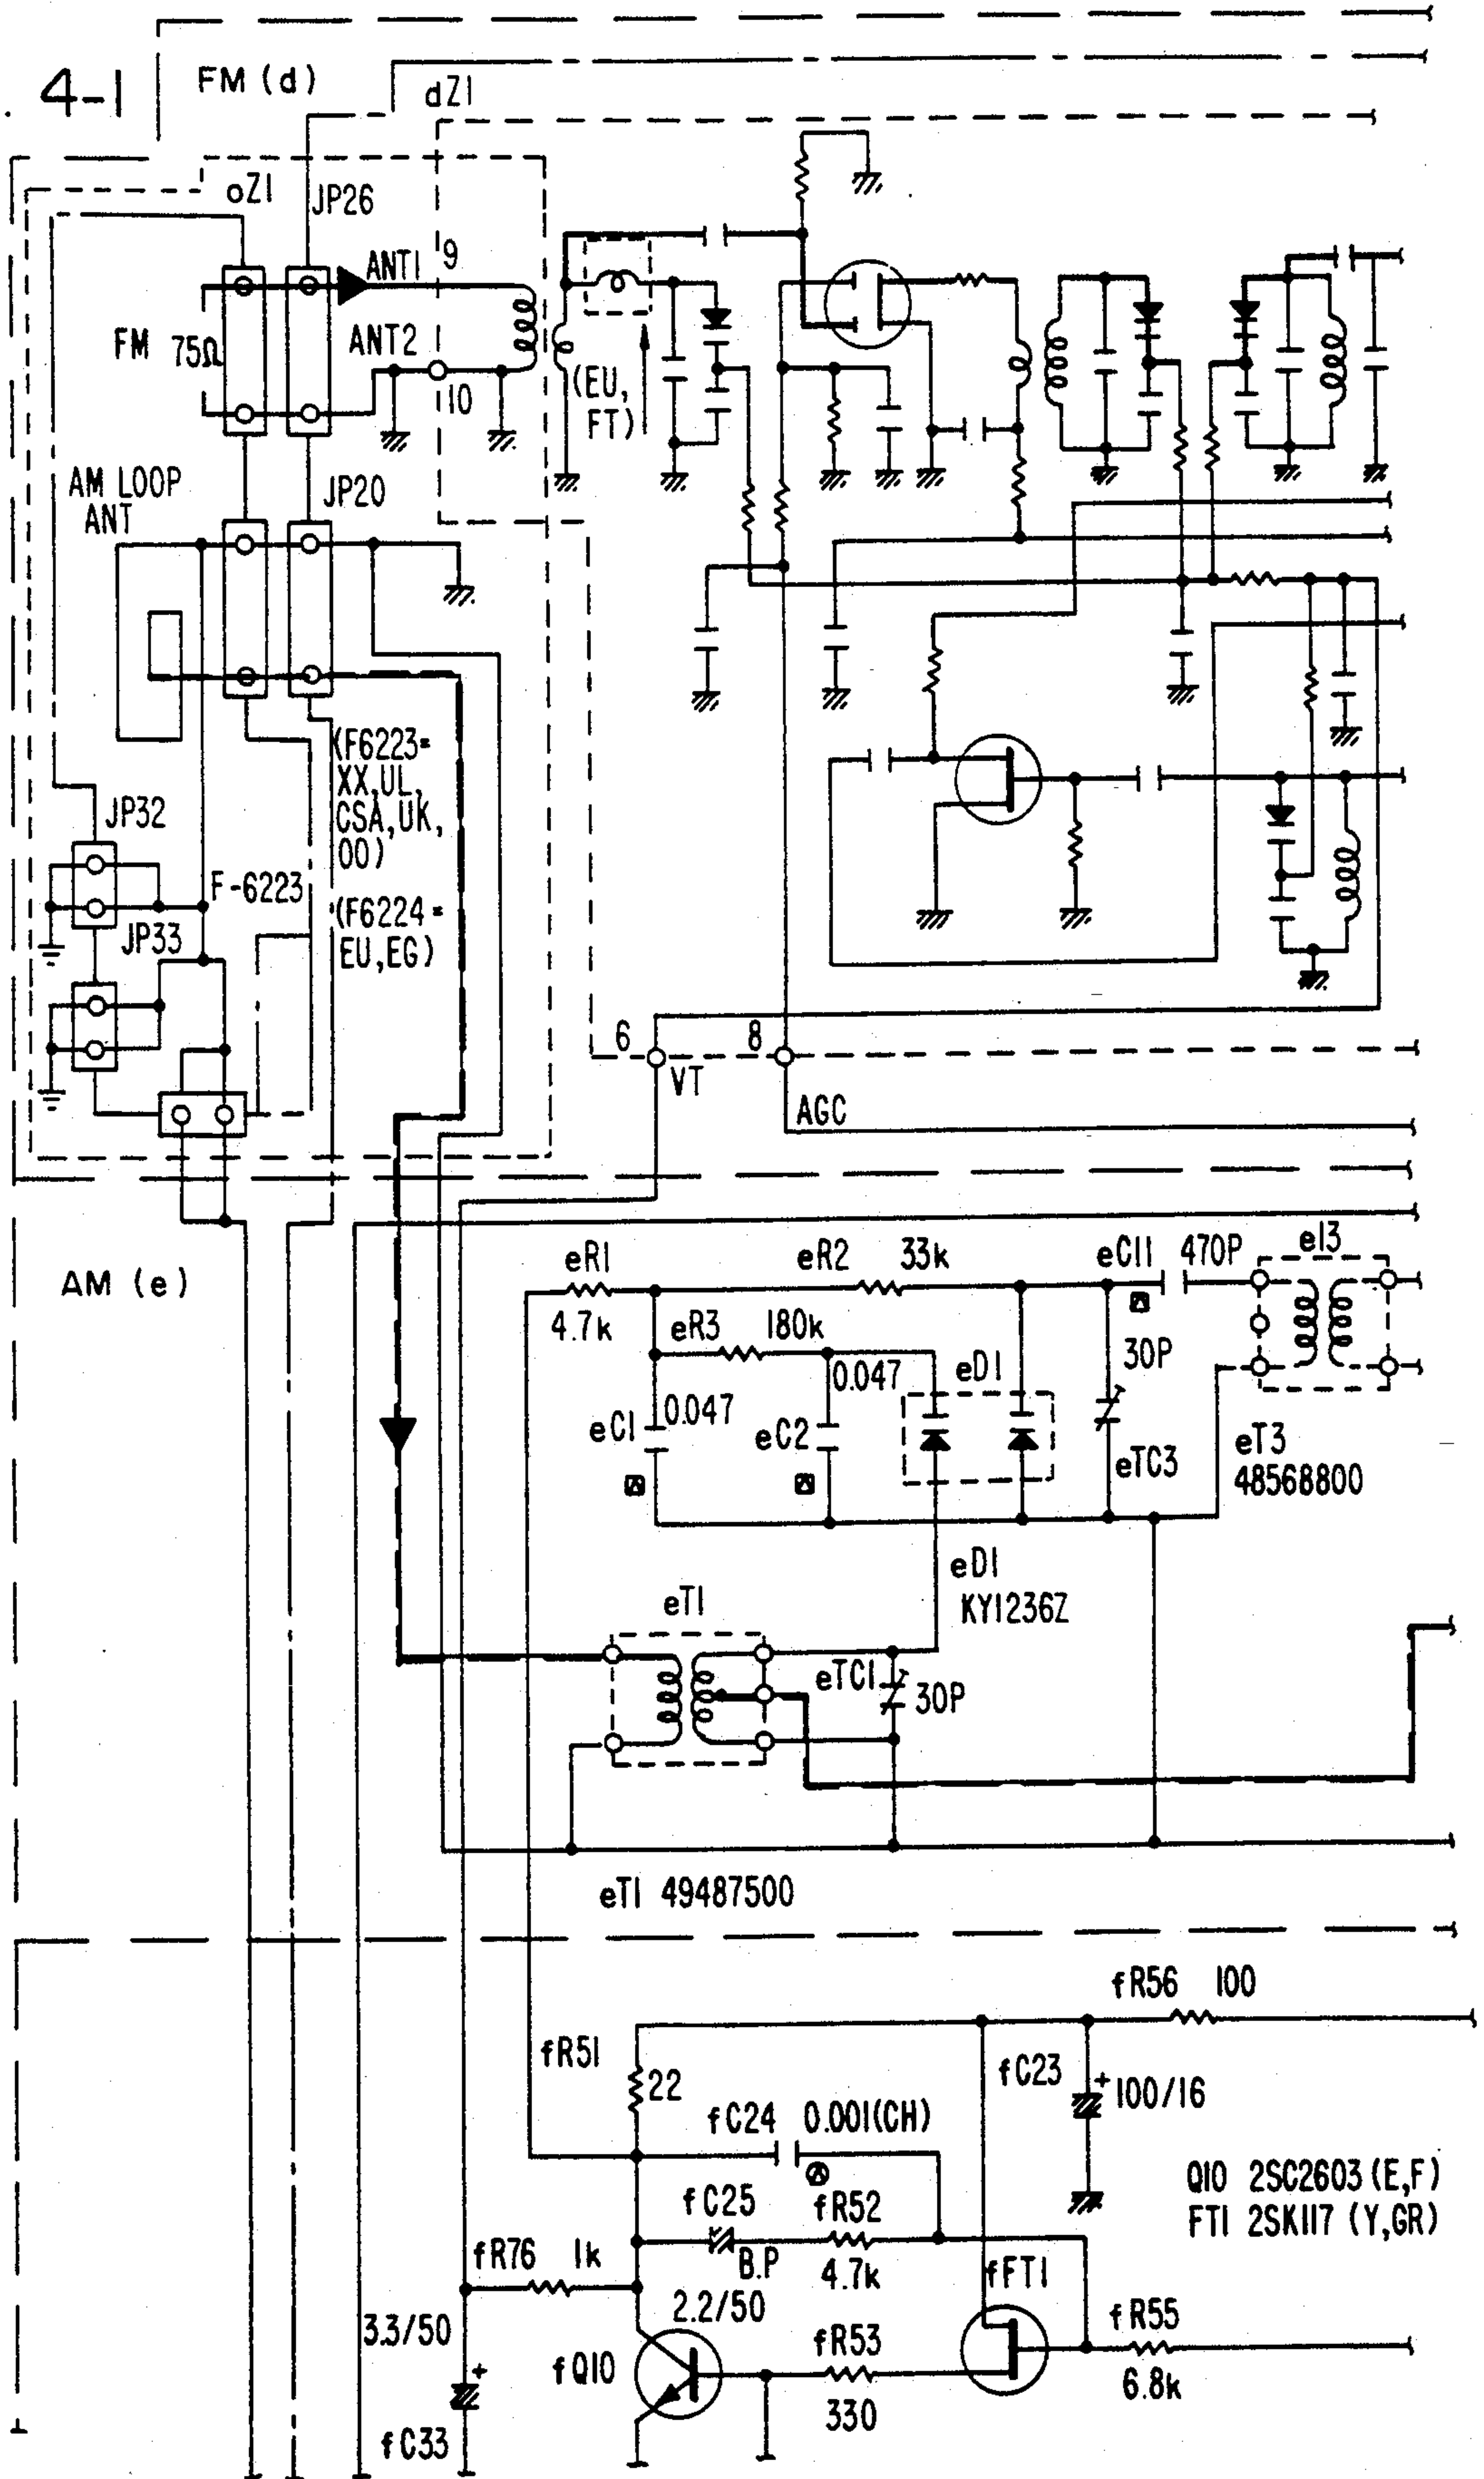 4-1
FM (d)
dZ1
oZ1
JP26
ANT1
9
FM 75Ω
ANT2
10
(EU,
FT)
AM LOOP
ANT
JP20
(F6223=
XX,UL,
CSA,UK,
00)
JP32
F-6223
(F6224=
EU,EG)
JP33
6
8
VT
AGC
AM (e)
eR1
4.7k
eR2 33k
eC11 470P
e13
eR3 180k
30P
0.047
eD1
0.047
eC1
eC2
eTC3
eT3
48568800
eD1
KV1236Z
eT1
eTC1
30P
eT1 49487500
fR56 100
fR51
22
fC23
+
100/16
fC24 0.001(CH)
Q10 2SC2603 (E,F)
FT1 2SK117 (Y,GR)
fC25
fR52
B.P
4.7k
fR76 1k
fFT1
2.2/50
fR55
3.3/50
fR53
+
fQ10
6.8k
330
fC33